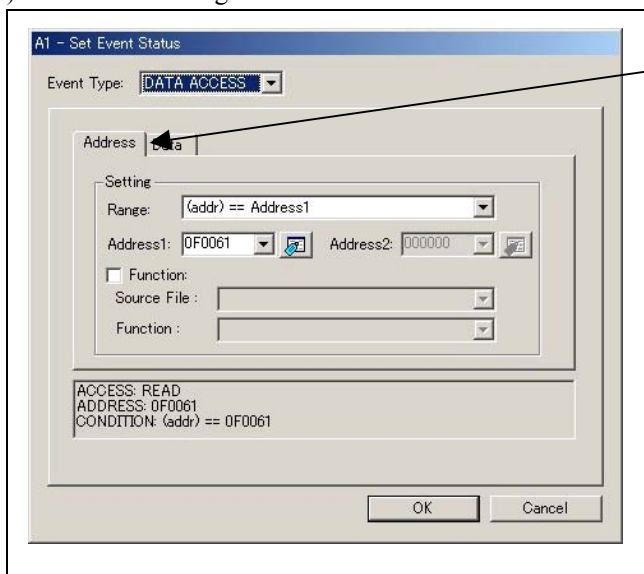 A1 - Set Event Status
Event Type: DATA ACCESS
Address
Setting
Range: (addr) == Address1
Address1: 0F0061 Address2: 000000
Function:
Source File :
Function :
ACCESS: READ
ADDRESS: 0F0061
CONDITION: (addr) == 0F0061
OK Cancel